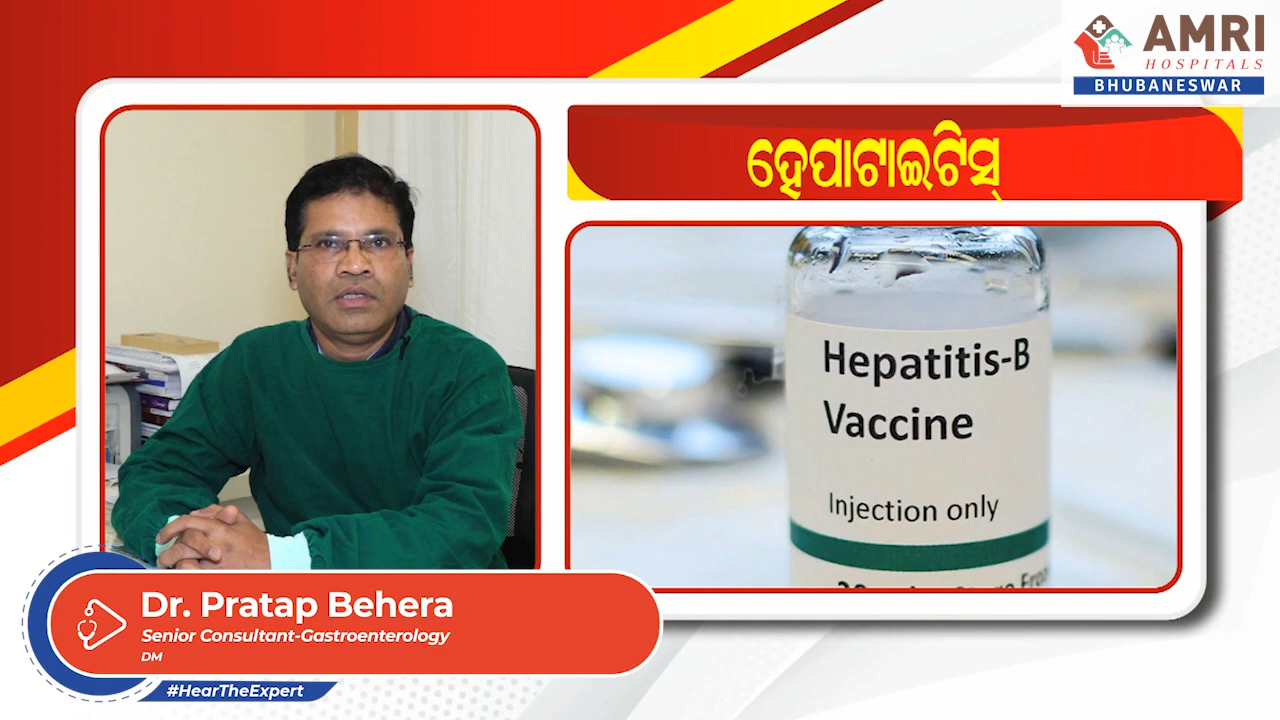 AMRI
HOSPITALS
BHUBANESWAR
ହେପାଟାଇଟିସ୍
Hepatitis-B
Vaccine
Injection only
Dr. Pratap Behera
Senior Consultant-Gastroenterology
DM
#HearTheExpert